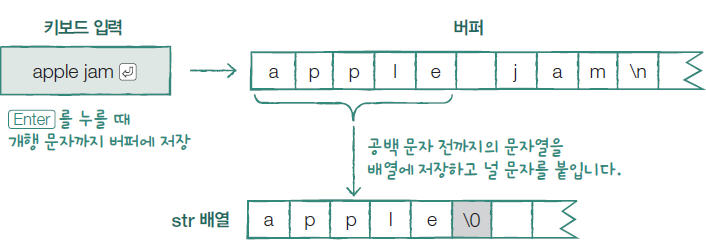 키보드 입력
버퍼
apple jam ⏎
a p p l e j a m \n
Enter 를 누를 때
개행 문자까지 버퍼에 저장
공백 문자 전까지의 문자열을
배열에 저장하고 널 문자를 붙입니다.
str 배열 a p p l e \0